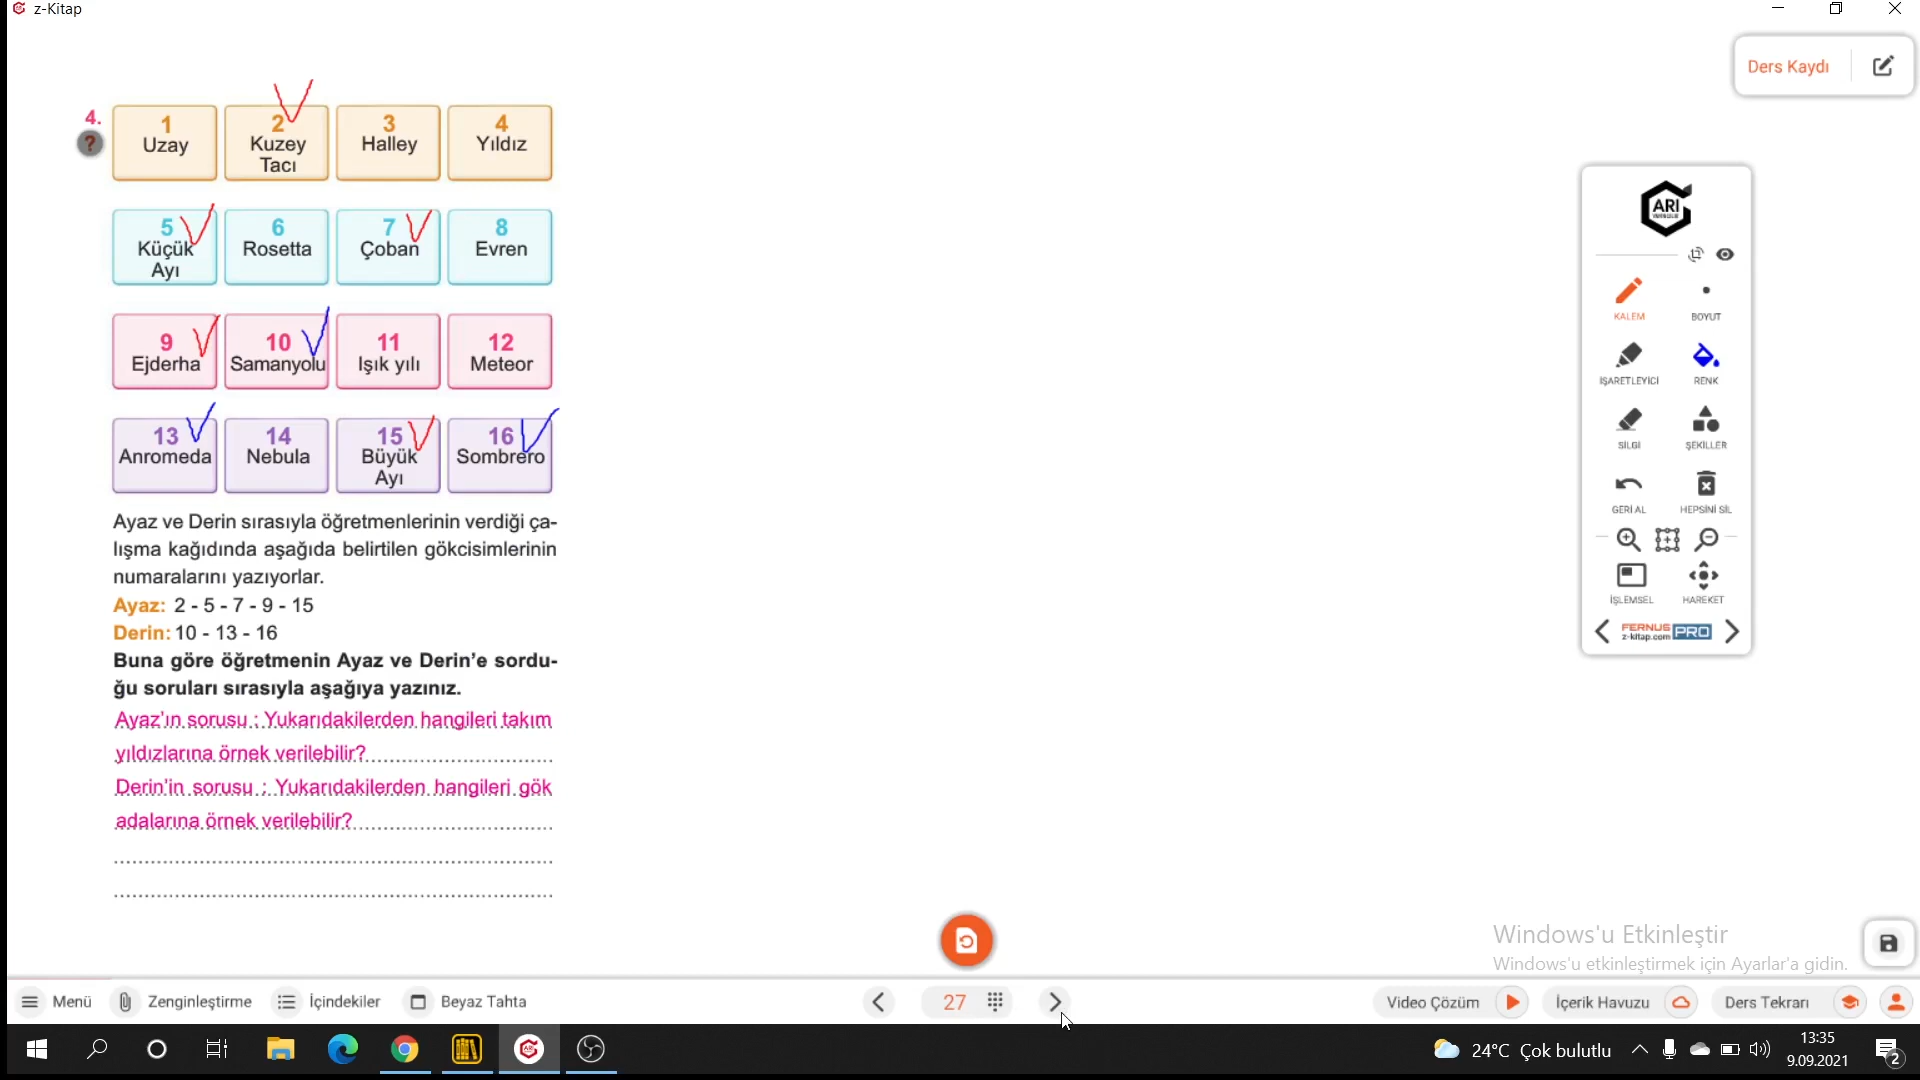 z-Kitap
Ders Kaydı
4.
?
1
Uzay
2
Kuzey
Tacı
3
Halley
4
Yıldız
5
Küçük
Ayı
6
Rosetta
7
Çoban
8
Evren
9
Ejderha
10
Samanyolu
11
Işık yılı
12
Meteor
13
Anromeda
14
Nebula
15
Büyük
Ayı
16
Sombrero
Ayaz ve Derin sırasıyla öğretmenlerinin verdiği ça-
lışma kağıdında aşağıda belirtilen gökcisimlerinin
numaralarını yazıyorlar.
Ayaz: 2 - 5 - 7 - 9 - 15
Derin: 10 - 13 - 16
Buna göre öğretmenin Ayaz ve Derin’e sordu-
ğu soruları sırasıyla aşağıya yazınız.
Ayaz’ın sorusu : Yukarıdakilerden hangileri takım
yıldızlarına örnek verilebilir?
Derin’in sorusu : Yukarıdakilerden hangileri gök
adalarına örnek verilebilir?
ARI
KALEM
BOYUT
İŞARETLEYİCİ
RENK
SİLGİ
ŞEKİLLER
GERİ AL
HEPSİNİ SİL
İŞLEMSEL
HAREKET
FERNUS
z-kitap.com PRO
Windows'u Etkinleştir
Windows'u etkinleştirmek için Ayarlar'a gidin.
Menü
Zenginleştirme
İçindekiler
Beyaz Tahta
27
Video Çözüm
İçerik Havuzu
Ders Tekrarı
24°C Çok bulutlu
13:35
9.09.2021
2